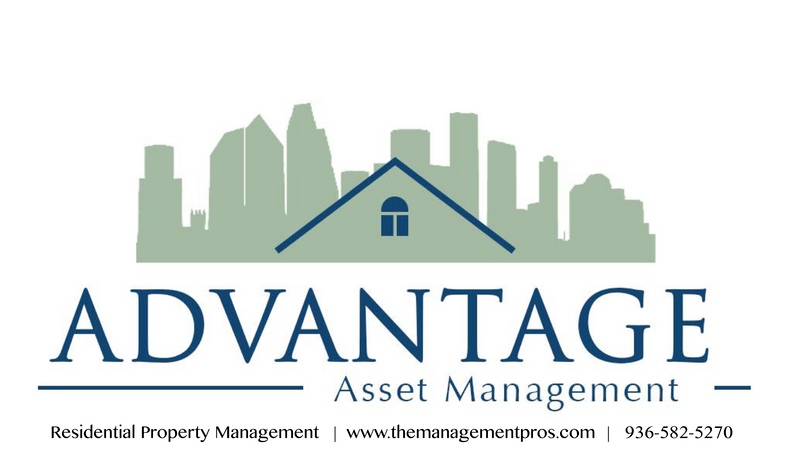 ADVANTAGE
Asset Management
Residential Property Management | www.themanagementpros.com | 936-582-5270